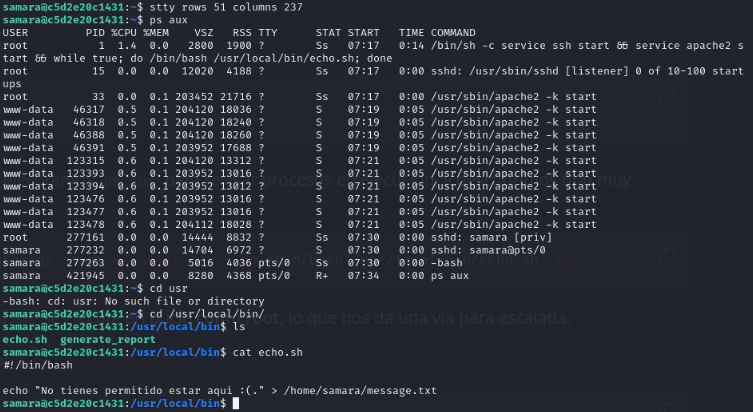 samara@c5d2e20c1431:~$ stty rows 51 columns 237
samara@c5d2e20c1431:~$ ps aux
USER PID %CPU %MEM VSZ RSS TTY STAT START TIME COMMAND
root 1 1.4 0.0 2800 1900 ? Ss 07:17 0:14 /bin/sh -c service ssh start && service apache2 s
tart && while true; do /bin/bash /usr/local/bin/echo.sh; done
root 15 0.0 0.0 12020 4188 ? Ss 07:17 0:00 sshd: /usr/sbin/sshd [listener] 0 of 10-100 start
ups
root 33 0.0 0.1 203452 21716 ? Ss 07:17 0:00 /usr/sbin/apache2 -k start
www-data 46317 0.5 0.1 204120 18036 ? S 07:19 0:05 /usr/sbin/apache2 -k start
www-data 46318 0.5 0.1 204120 18240 ? S 07:19 0:05 /usr/sbin/apache2 -k start
www-data 46388 0.5 0.1 204120 18260 ? S 07:19 0:05 /usr/sbin/apache2 -k start
www-data 46391 0.5 0.1 203952 17688 ? S 07:19 0:05 /usr/sbin/apache2 -k start
www-data 123315 0.6 0.1 204120 13312 ? S 07:21 0:05 /usr/sbin/apache2 -k start
www-data 123393 0.6 0.1 203952 13016 ? S 07:21 0:05 /usr/sbin/apache2 -k start
www-data 123394 0.6 0.1 203952 13012 ? S 07:21 0:05 /usr/sbin/apache2 -k start
www-data 123476 0.6 0.1 203952 13016 ? S 07:21 0:05 /usr/sbin/apache2 -k start
www-data 123477 0.6 0.1 203952 13016 ? S 07:21 0:05 /usr/sbin/apache2 -k start
www-data 123478 0.6 0.1 204112 18028 ? S 07:21 0:05 /usr/sbin/apache2 -k start
root 277161 0.0 0.0 14444 8832 ? Ss 07:30 0:00 sshd: samara [priv]
samara 277232 0.0 0.0 14704 6972 ? S 07:30 0:00 sshd: samara@pts/0
samara 277263 0.0 0.0 5016 4036 pts/0 Ss 07:30 0:00 -bash
samara 421945 0.0 0.0 8280 4368 pts/0 R+ 07:34 0:00 ps aux
samara@c5d2e20c1431:~$ cd usr
-bash: cd: usr: No such file or directory
samara@c5d2e20c1431:~$ cd /usr/local/bin/
root, lo que nos da una vía para escalada.
samara@c5d2e20c1431:/usr/local/bin$ ls
echo.sh generate_report
samara@c5d2e20c1431:/usr/local/bin$ cat echo.sh
#!/bin/bash
echo "No tienes permitido estar aqui :(." > /home/samara/message.txt
samara@c5d2e20c1431:/usr/local/bin$